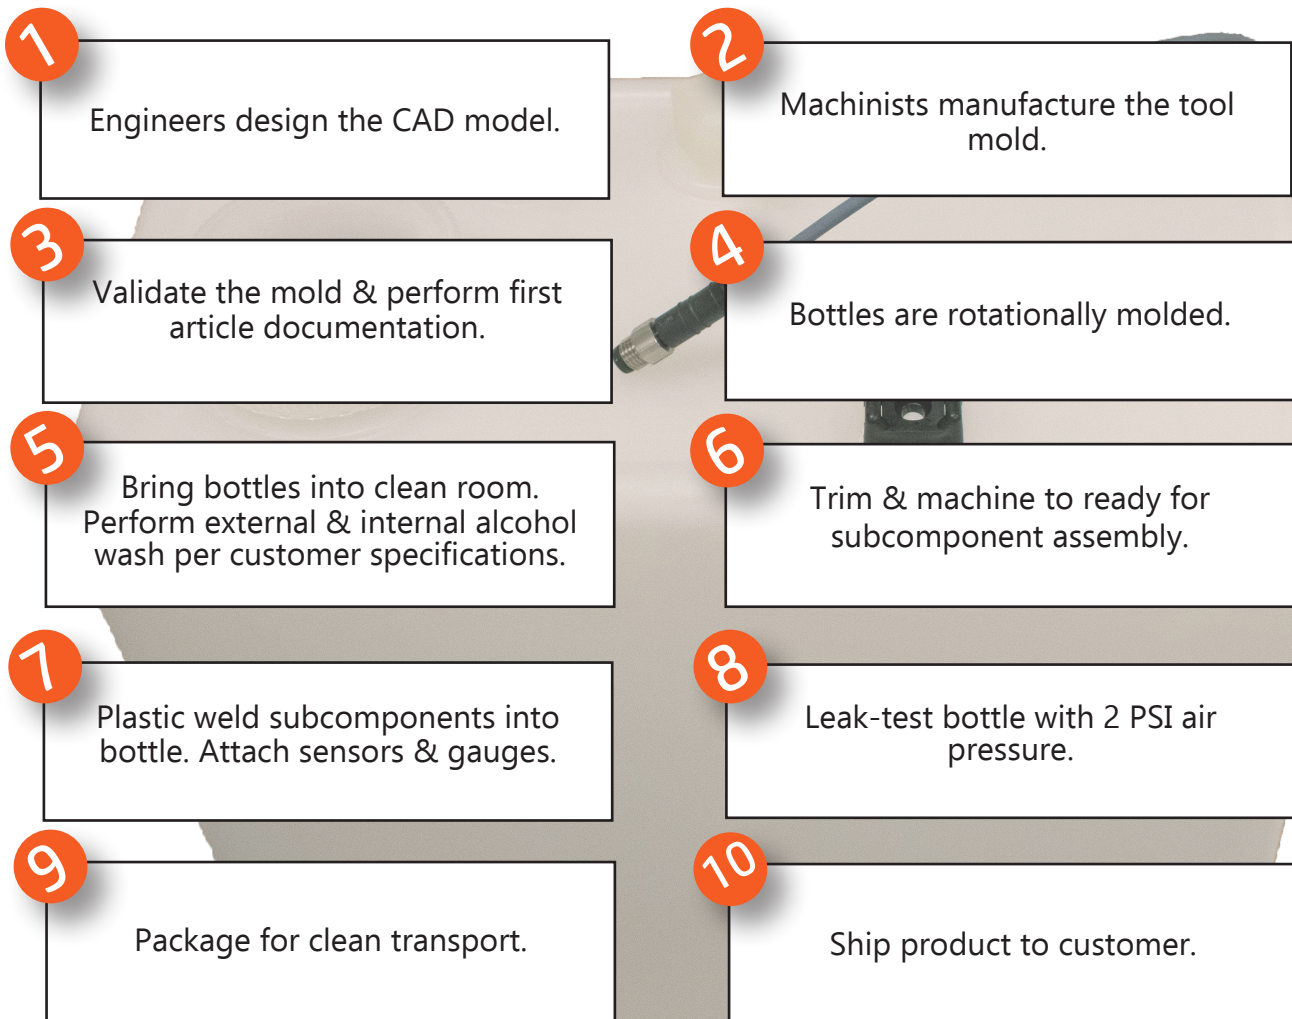 1
Engineers design the CAD model.
2
Machinists manufacture the tool
mold.
3
Validate the mold & perform first
article documentation.
4
Bottles are rotationally molded.
5
Bring bottles into clean room.
Perform external & internal alcohol
wash per customer specifications.
6
Trim & machine to ready for
subcomponent assembly.
7
Plastic weld subcomponents into
bottle. Attach sensors & gauges.
8
Leak-test bottle with 2 PSI air
pressure.
9
Package for clean transport.
10
Ship product to customer.